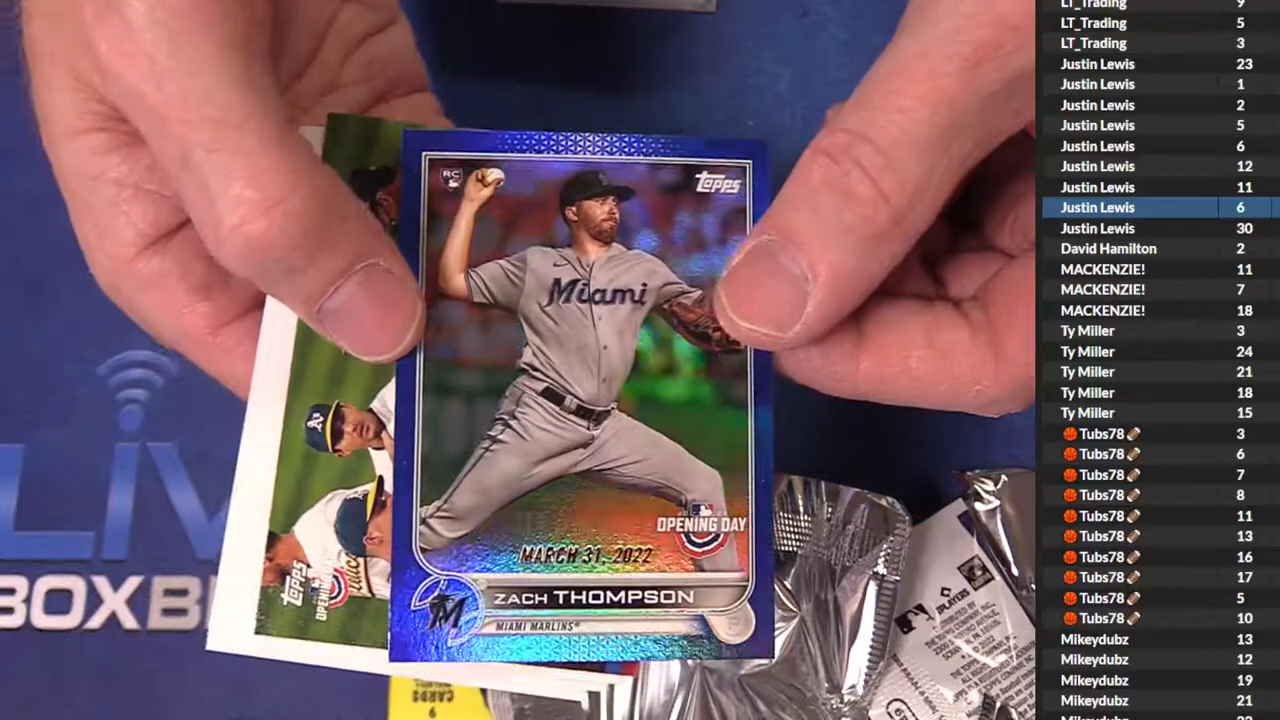 RC
Topps
Miami
OPENING DAY
MARCH 31, 2022
ZACH THOMPSON
MIAMI MARLINS®
P
M
A's
Topps
OPENING DAY
LIV
BOXB
CARDS
LT_Trading 9
LT_Trading 5
LT_Trading 3
Justin Lewis 23
Justin Lewis 1
Justin Lewis 2
Justin Lewis 5
Justin Lewis 6
Justin Lewis 12
Justin Lewis 11
Justin Lewis 6
Justin Lewis 30
David Hamilton 2
MACKENZIE! 11
MACKENZIE! 7
MACKENZIE! 18
Ty Miller 3
Ty Miller 24
Ty Miller 21
Ty Miller 18
Ty Miller 15
🏀 Tubs78🏈 3
🏀 Tubs78🏈 6
🏀 Tubs78🏈 7
🏀 Tubs78🏈 8
🏀 Tubs78🏈 11
🏀 Tubs78🏈 13
🏀 Tubs78🏈 16
🏀 Tubs78🏈 17
🏀 Tubs78🏈 5
🏀 Tubs78🏈 10
Mikeydubz 13
Mikeydubz 12
Mikeydubz 19
Mikeydubz 21
Mikeydubz